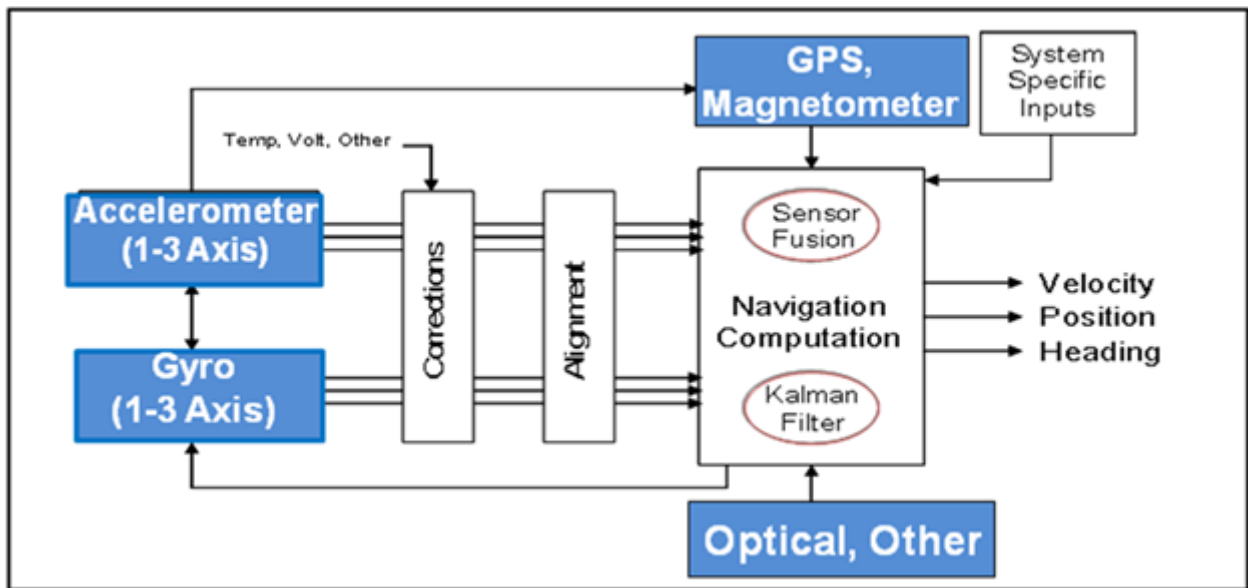 GPS,
Magnetometer
System
Specific
Inputs
Temp, Volt, Other
Accelerometer
(1-3 Axis)
Sensor
Fusion
Corrections
Alignment
Navigation
Computation
Velocity
Position
Heading
Gyro
(1-3 Axis)
Kalman
Filter
Optical, Other